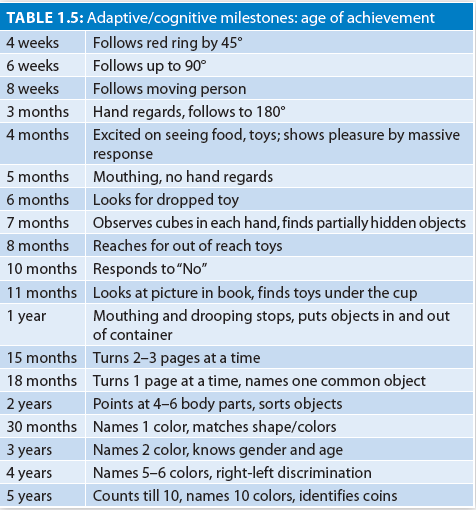 TABLE 1.5: Adaptive/cognitive milestones: age of achievement
4 weeks Follows red ring by 45°
6 weeks Follows up to 90°
8 weeks Follows moving person
3 months Hand regards, follows to 180°
4 months Excited on seeing food, toys; shows pleasure by massive
response
5 months Mouthing, no hand regards
6 months Looks for dropped toy
7 months Observes cubes in each hand, finds partially hidden objects
8 months Reaches for out of reach toys
10 months Responds to “No”
11 months Looks at picture in book, finds toys under the cup
1 year Mouthing and drooping stops, puts objects in and out
of container
15 months Turns 2–3 pages at a time
18 months Turns 1 page at a time, names one common object
2 years Points at 4–6 body parts, sorts objects
30 months Names 1 color, matches shape/colors
3 years Names 2 color, knows gender and age
4 years Names 5–6 colors, right-left discrimination
5 years Counts till 10, names 10 colors, identifies coins